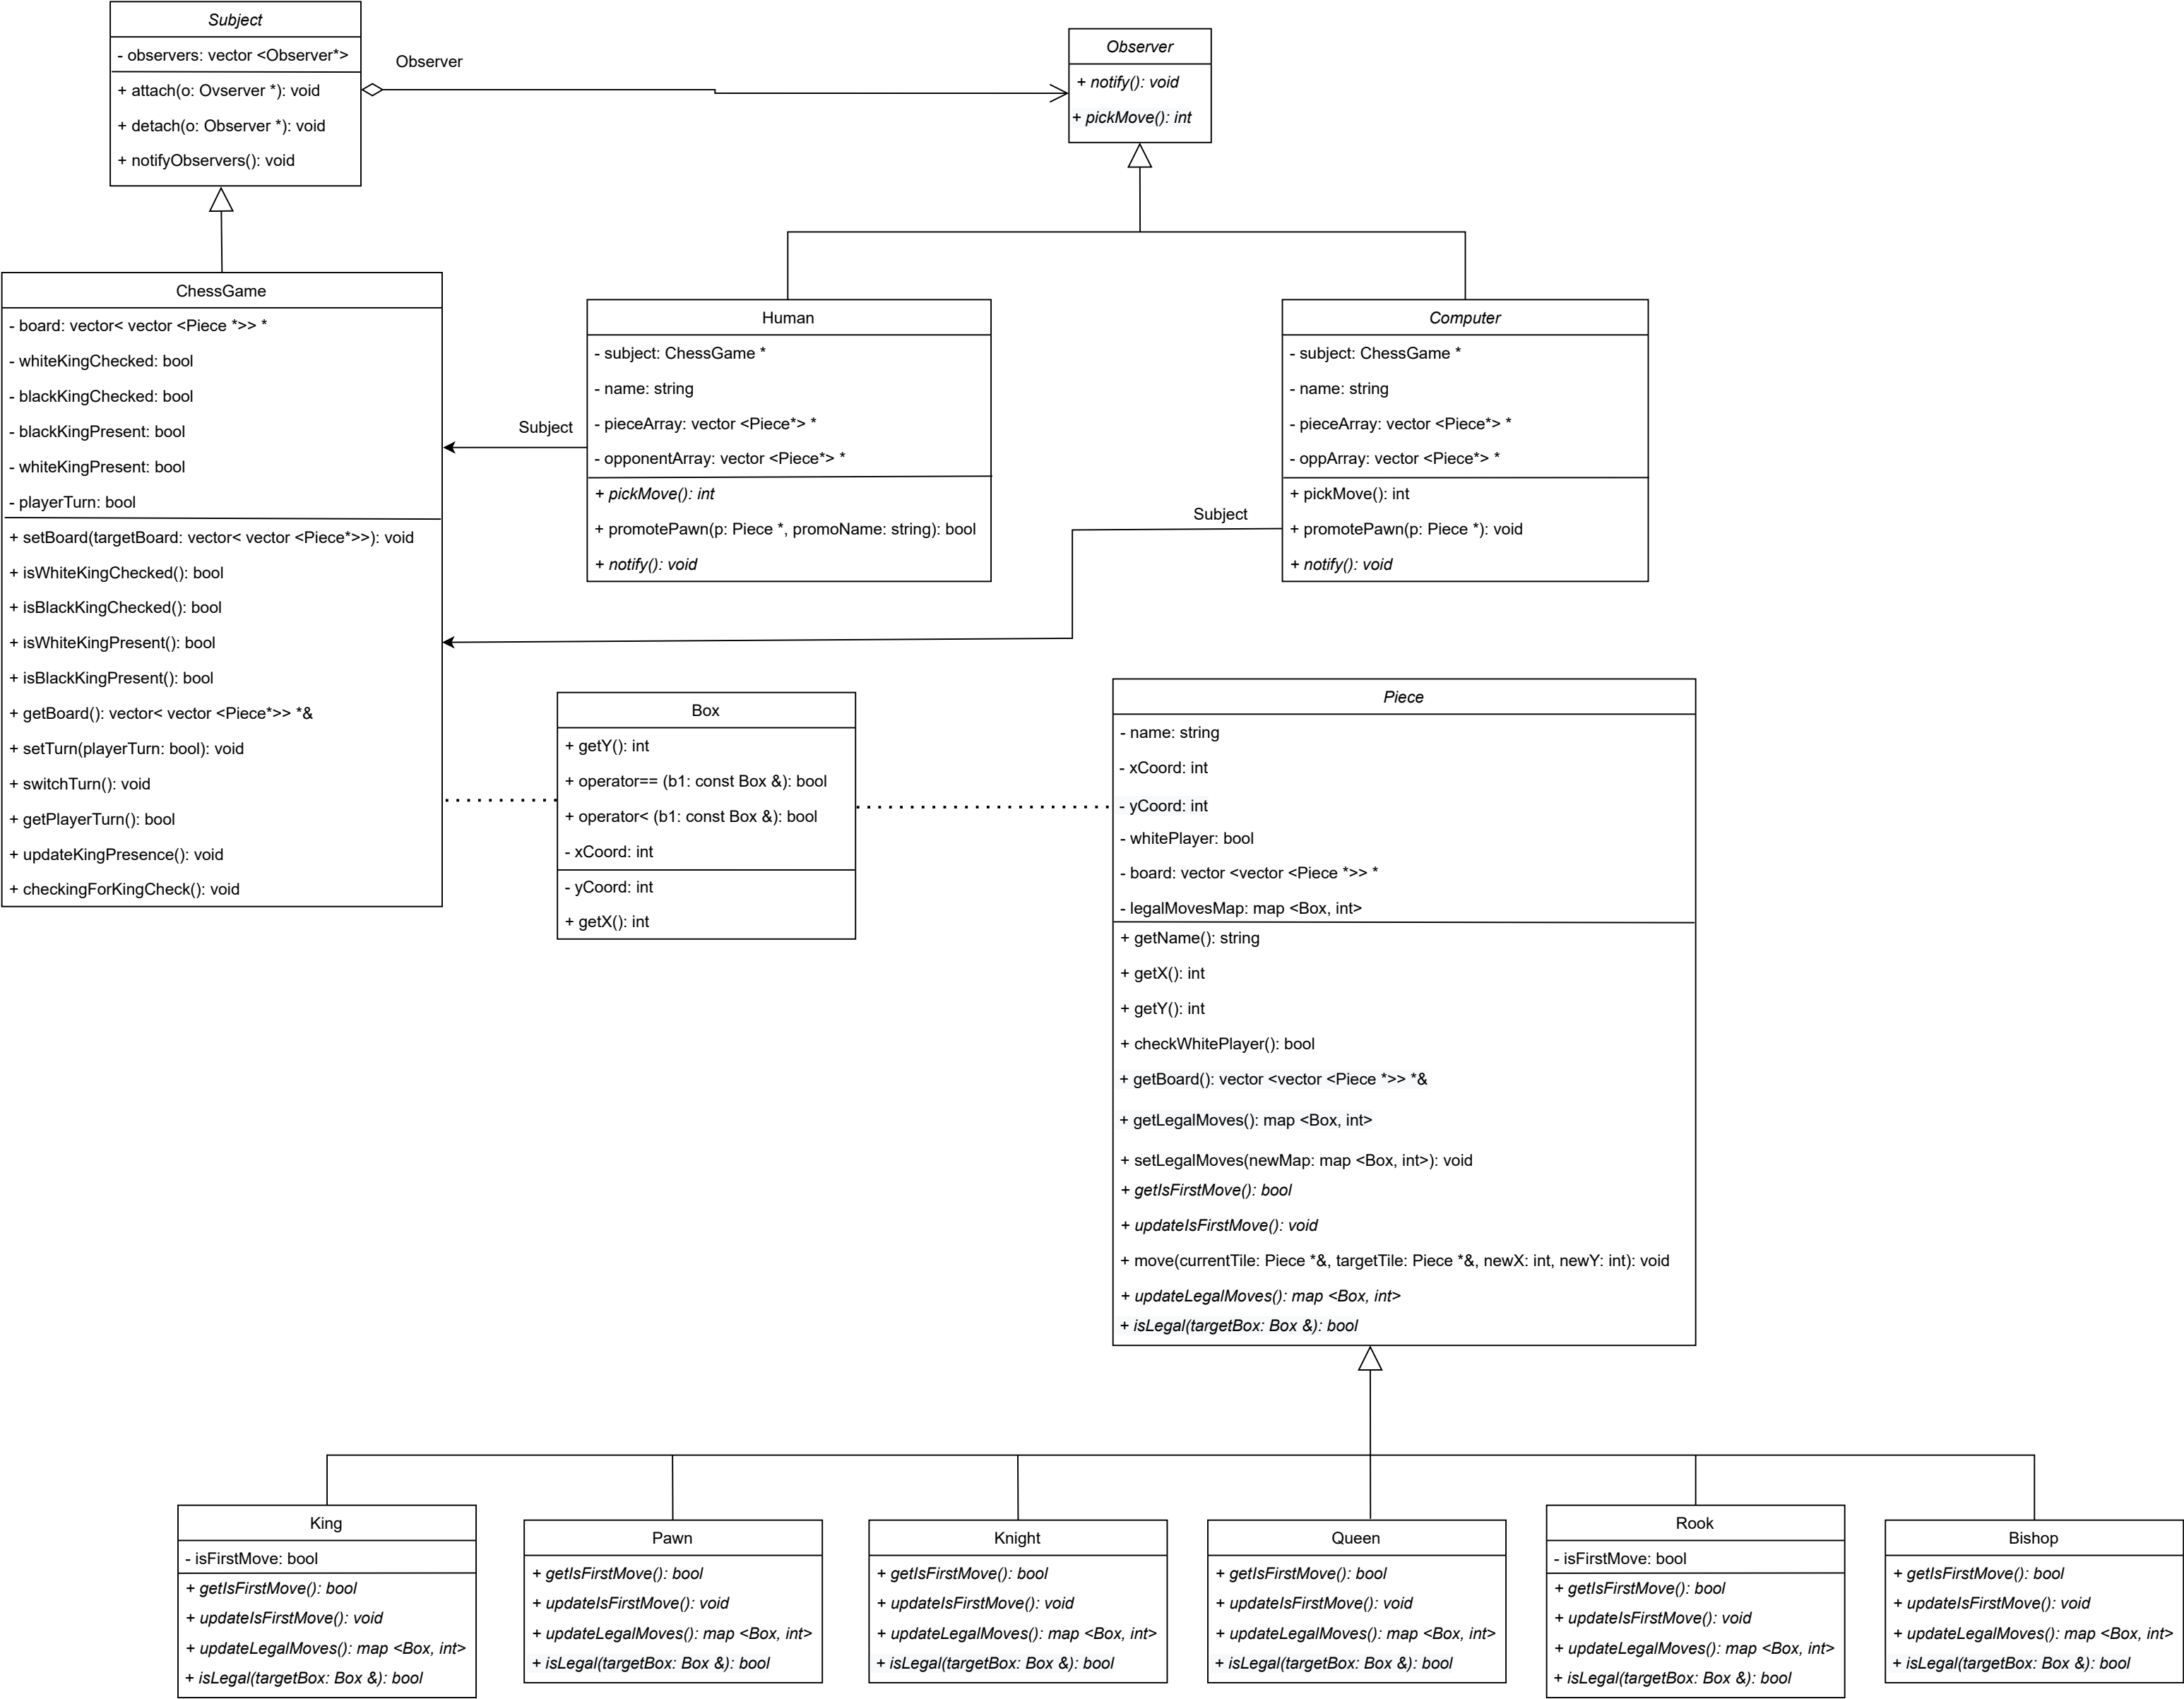 Subject
- observers: vector <Observer*>
+ attach(o: Ovserver *): void
+ detach(o: Observer *): void
+ notifyObservers(): void
Observer
Observer
+ notify(): void
+ pickMove(): int
ChessGame
- board: vector< vector <Piece *>> *
- whiteKingChecked: bool
- blackKingChecked: bool
- blackKingPresent: bool
- whiteKingPresent: bool
- playerTurn: bool
+ setBoard(targetBoard: vector< vector <Piece*>>): void
+ isWhiteKingChecked(): bool
+ isBlackKingChecked(): bool
+ isWhiteKingPresent(): bool
+ isBlackKingPresent(): bool
+ getBoard(): vector< vector <Piece*>> *&
+ setTurn(playerTurn: bool): void
+ switchTurn(): void
+ getPlayerTurn(): bool
+ updateKingPresence(): void
+ checkingForKingCheck(): void
Subject
Human
- subject: ChessGame *
- name: string
- pieceArray: vector <Piece*> *
- opponentArray: vector <Piece*> *
+ pickMove(): int
+ promotePawn(p: Piece *, promoName: string): bool
+ notify(): void
Subject
Computer
- subject: ChessGame *
- name: string
- pieceArray: vector <Piece*> *
- oppArray: vector <Piece*> *
+ pickMove(): int
+ promotePawn(p: Piece *): void
+ notify(): void
Box
+ getY(): int
+ operator== (b1: const Box &): bool
+ operator< (b1: const Box &): bool
- xCoord: int
- yCoord: int
+ getX(): int
Piece
- name: string
- xCoord: int
- yCoord: int
- whitePlayer: bool
- board: vector <vector <Piece *>> *
- legalMovesMap: map <Box, int>
+ getName(): string
+ getX(): int
+ getY(): int
+ checkWhitePlayer(): bool
+ getBoard(): vector <vector <Piece *>> *&
+ getLegalMoves(): map <Box, int>
+ setLegalMoves(newMap: map <Box, int>): void
+ getIsFirstMove(): bool
+ updateIsFirstMove(): void
+ move(currentTile: Piece *&, targetTile: Piece *&, newX: int, newY: int): void
+ updateLegalMoves(): map <Box, int>
+ isLegal(targetBox: Box &): bool
King
- isFirstMove: bool
+ getIsFirstMove(): bool
+ updateIsFirstMove(): void
+ updateLegalMoves(): map <Box, int>
+ isLegal(targetBox: Box &): bool
Pawn
+ getIsFirstMove(): bool
+ updateIsFirstMove(): void
+ updateLegalMoves(): map <Box, int>
+ isLegal(targetBox: Box &): bool
Knight
+ getIsFirstMove(): bool
+ updateIsFirstMove(): void
+ updateLegalMoves(): map <Box, int>
+ isLegal(targetBox: Box &): bool
Queen
+ getIsFirstMove(): bool
+ updateIsFirstMove(): void
+ updateLegalMoves(): map <Box, int>
+ isLegal(targetBox: Box &): bool
Rook
- isFirstMove: bool
+ getIsFirstMove(): bool
+ updateIsFirstMove(): void
+ updateLegalMoves(): map <Box, int>
+ isLegal(targetBox: Box &): bool
Bishop
+ getIsFirstMove(): bool
+ updateIsFirstMove(): void
+ updateLegalMoves(): map <Box, int>
+ isLegal(targetBox: Box &): bool